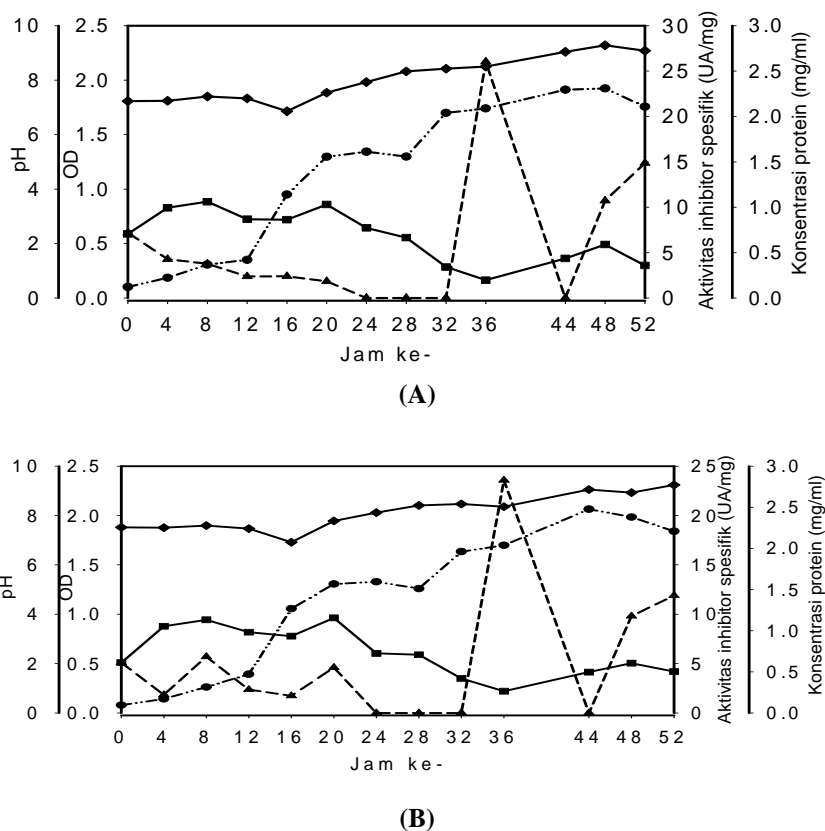 10 2.5 30 3.0
8 2.0 25 2.5
6 1.5 20 2.0
4 1.0 15 1.5
2 0.5 10 1.0
0 0.0 5 0.5
0 0.0
pH
OD
Aktivitas inhibitor spesifik (UA/mg)
Konsentrasi protein (mg/ml)
0 4 8 12 16 20 24 28 32 36 44 48 52
Jam ke-
(A)
10 2.5 25 3.0
8 2.0 20 2.5
6 1.5 15 2.0
4 1.0 10 1.5
2 0.5 5 1.0
0 0.0 0 0.5
0.0
pH
OD
Aktivitas inhibitor spesifik (UA/mg)
Konsentrasi protein (mg/ml)
0 4 8 12 16 20 24 28 32 36 44 48 52
Jam ke-
(B)